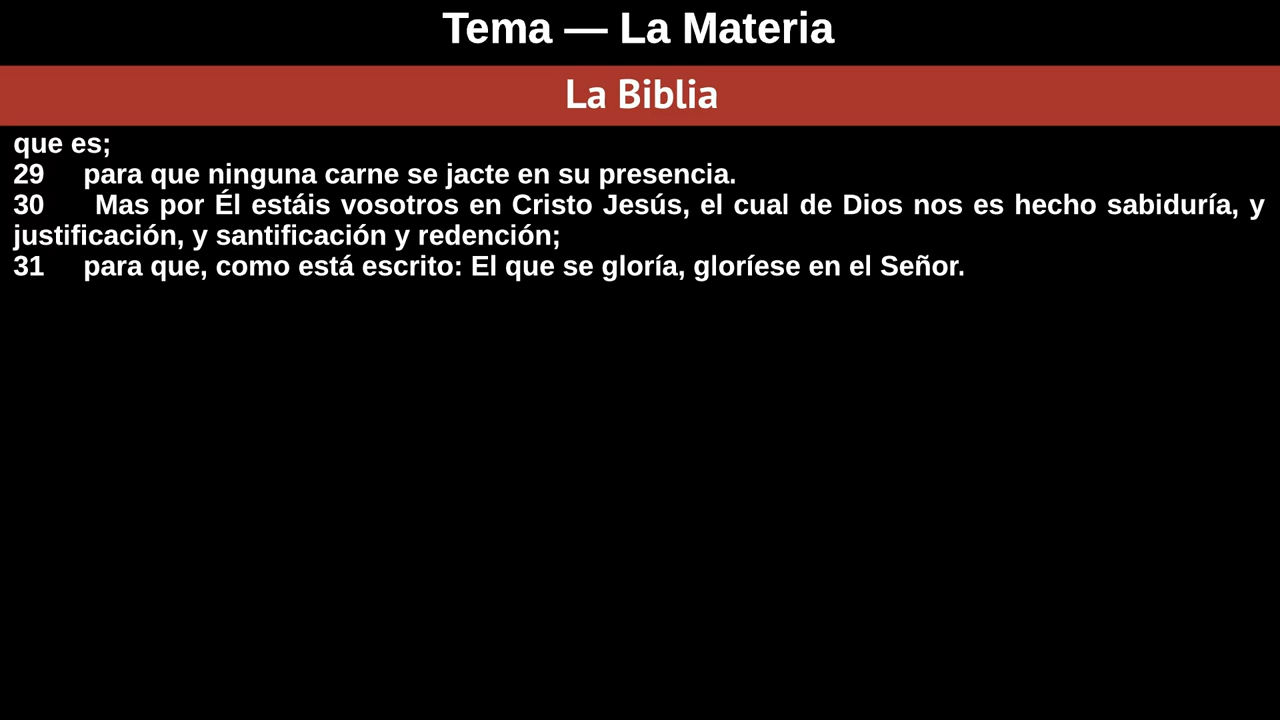 Tema — La Materia
La Biblia
que es;
29 para que ninguna carne se jacte en su presencia.
30 Mas por Él estáis vosotros en Cristo Jesús, el cual de Dios nos es hecho sabiduría, y
justificación, y santificación y redención;
31 para que, como está escrito: El que se gloría, gloríese en el Señor.